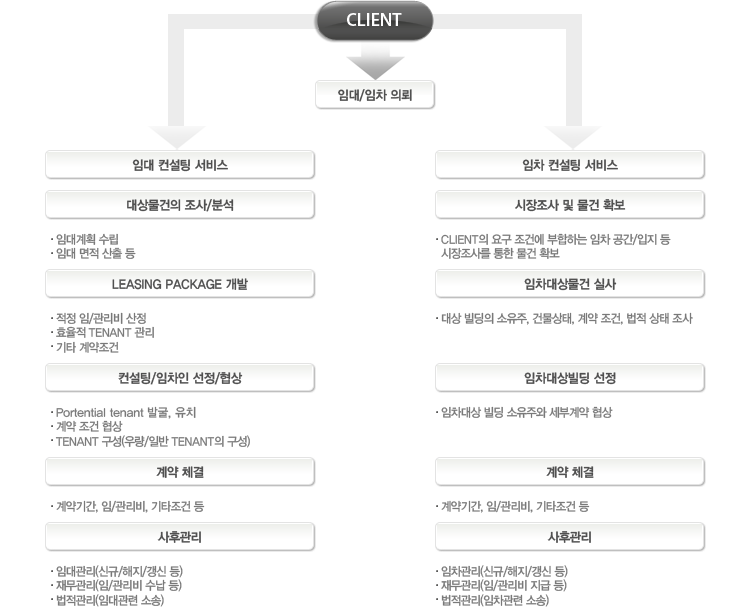 CLIENT
임대/임차 의뢰
임대 컨설팅 서비스
대상물건의 조사/분석
· 임대계획 수립
· 임대 면적 산출 등
LEASING PACKAGE 개발
· 적정 임/관리비 산정
· 효율적 TENANT 관리
· 기타 계약조건
컨설팅/임차인 선정/협상
· Portential tenant 발굴, 유치
· 계약 조건 협상
· TENANT 구성(우량/일반 TENANT의 구성)
계약 체결
· 계약기간, 임/관리비, 기타조건 등
사후관리
· 임대관리(신규/해지/갱신 등)
· 재무관리(임/관리비 수납 등)
· 법적관리(임대관련 소송)
임차 컨설팅 서비스
시장조사 및 물건 확보
· CLIENT의 요구 조건에 부합하는 임차 공간/입지 등
시장조사를 통한 물건 확보
임차대상물건 실사
· 대상 빌딩의 소유주, 건물상태, 계약 조건, 법적 상태 조사
임차대상빌딩 선정
· 임차대상 빌딩 소유주와 세부계약 협상
계약 체결
· 계약기간, 임/관리비, 기타조건 등
사후관리
· 임차관리(신규/해지/갱신 등)
· 재무관리(임/관리비 지급 등)
· 법적관리(임차관련 소송)